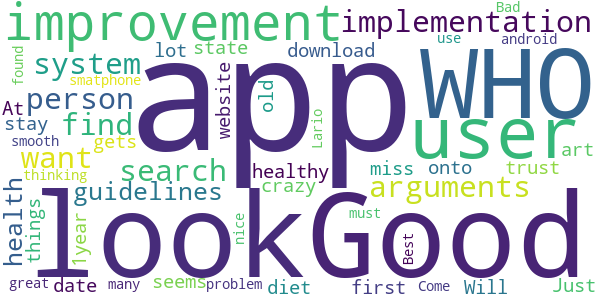 Bad
improvement
implementation
lot
state
download
use
android
found
system
smatphone
website
old
app
WHO
At
person
find
Lario
user
stay
smooth
want
gets
art
thinking
search
healthy
miss
onto
trust
crazy
guidelines
arguments
health
things
1year
lookGood
nice
must
Best
great
date
many
seems
problem
diet
first
Come
Will
Just